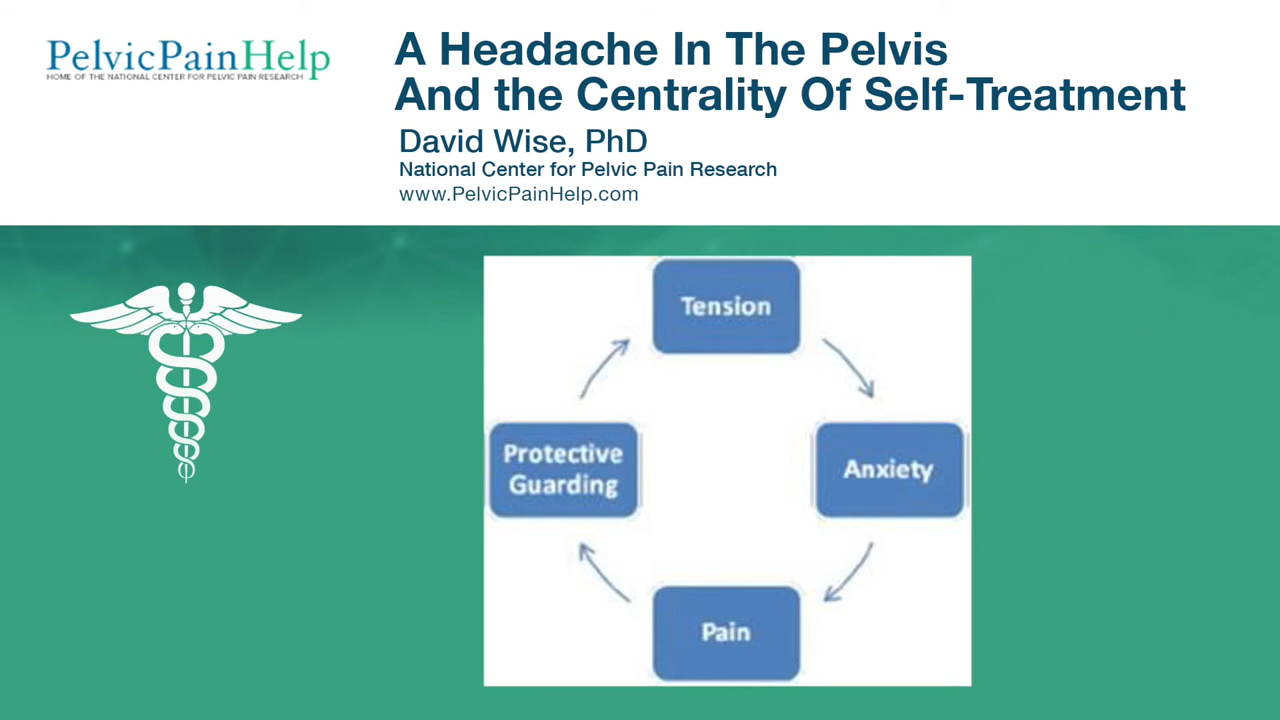 PelvicPainHelp
HOME OF THE NATIONAL CENTER FOR PELVIC PAIN RESEARCH
A Headache In The Pelvis
And the Centrality Of Self-Treatment
David Wise, PhD
National Center for Pelvic Pain Research
www.PelvicPainHelp.com
Tension
Protective
Guarding
Anxiety
Pain